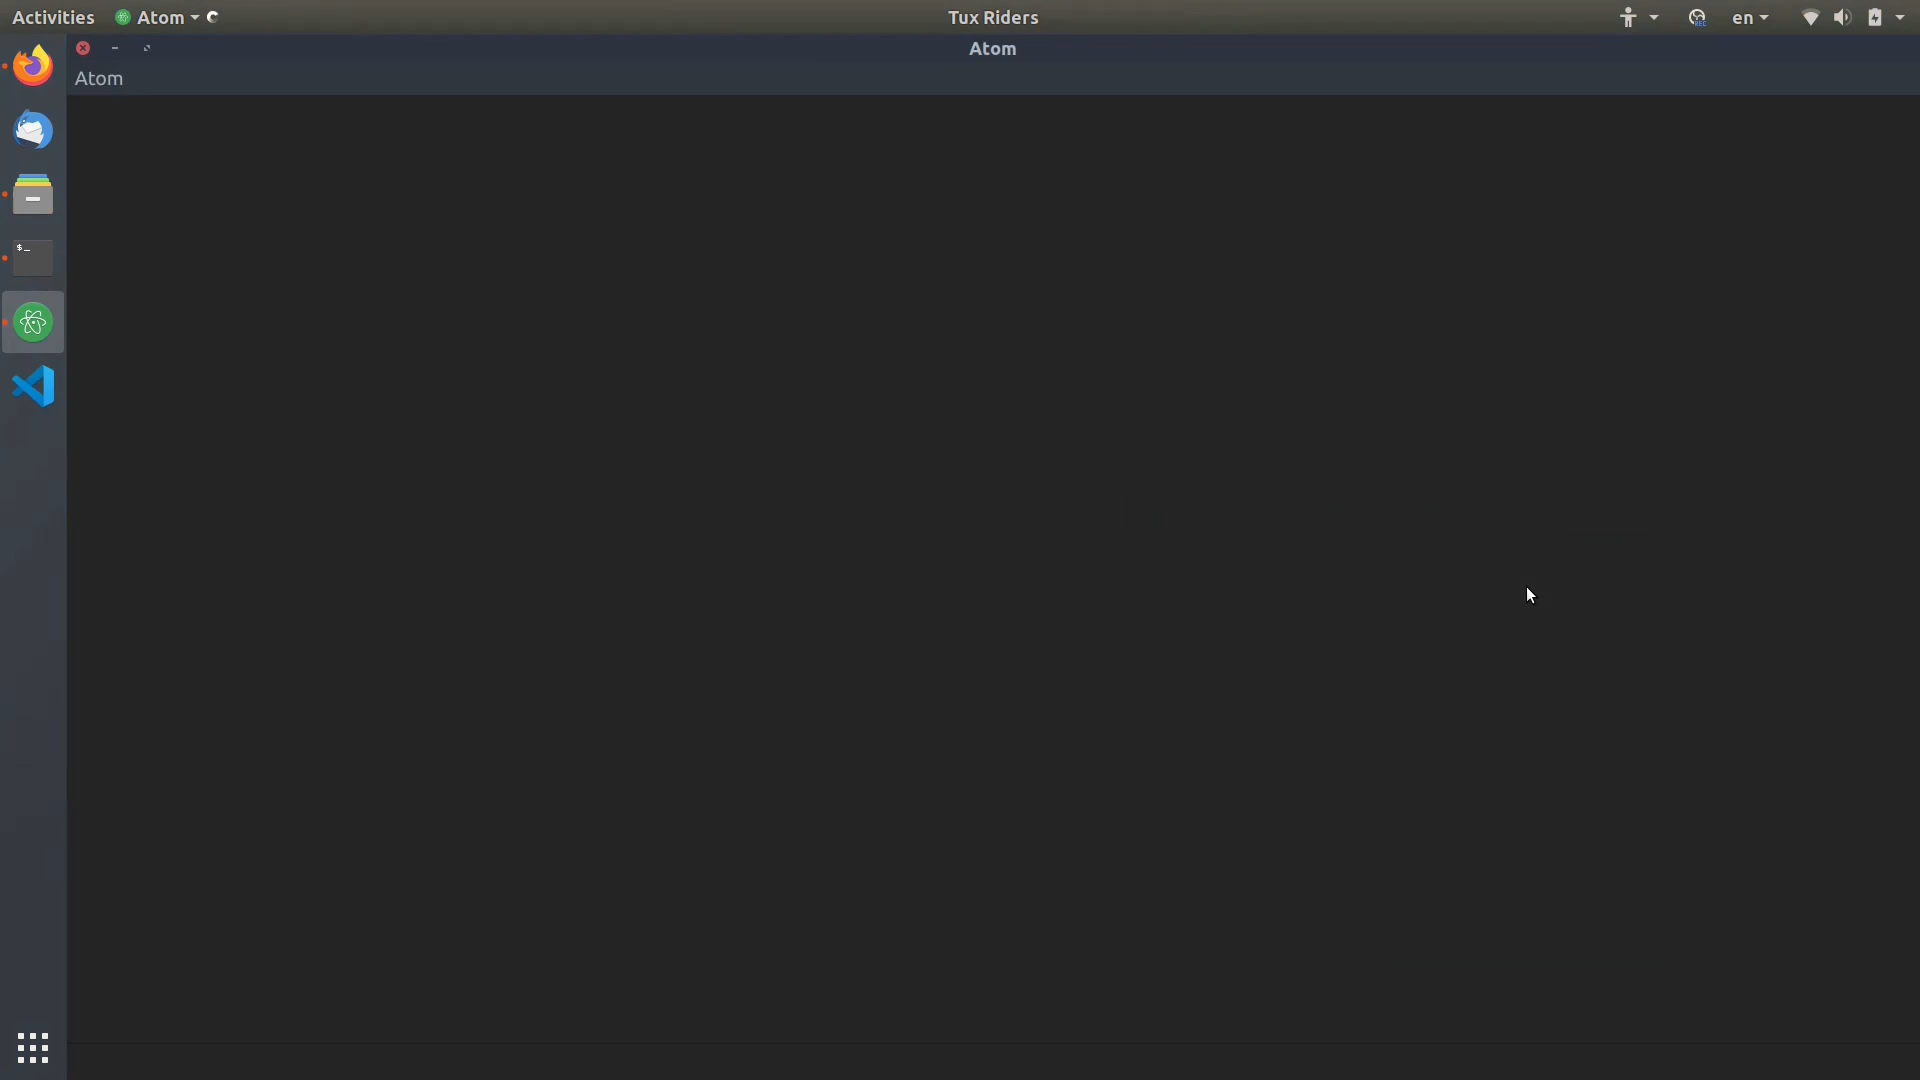 Activities
Atom
Tux Riders
en
Atom
Atom
$_